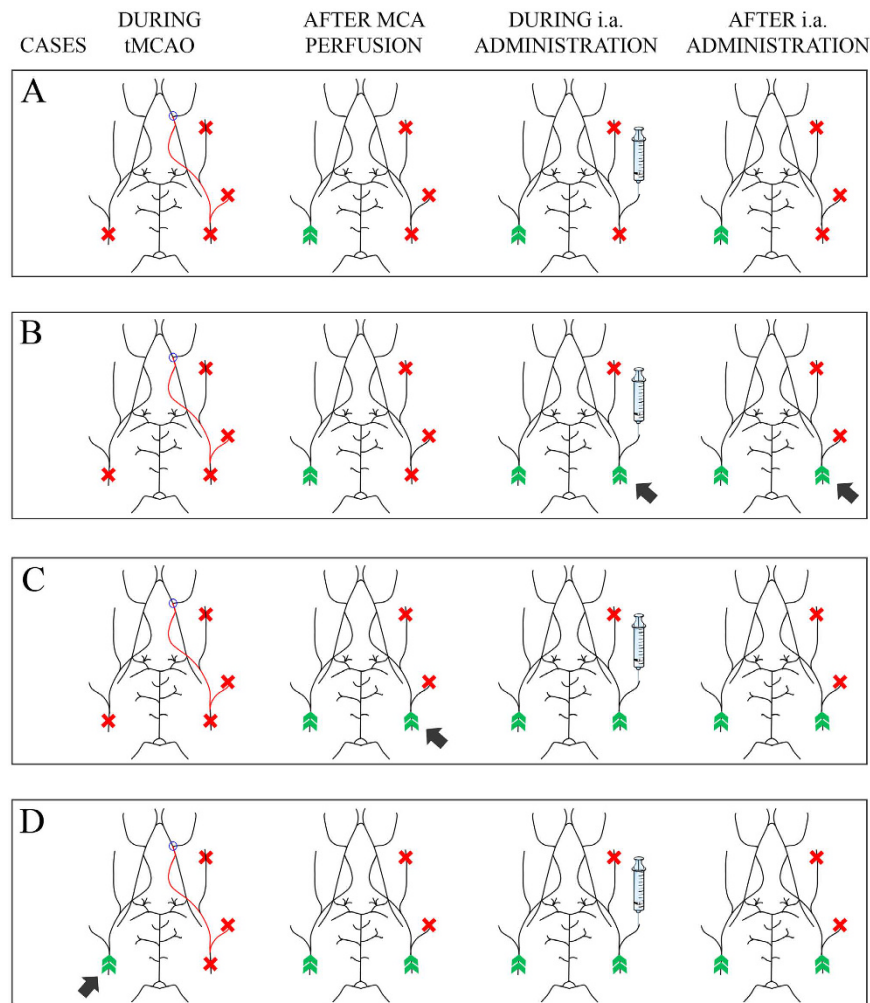 CASES
DURING
tMCAO
AFTER MCA
PERFUSION
DURING i.a.
ADMINISTRATION
AFTER i.a.
ADMINISTRATION
A
B
C
D